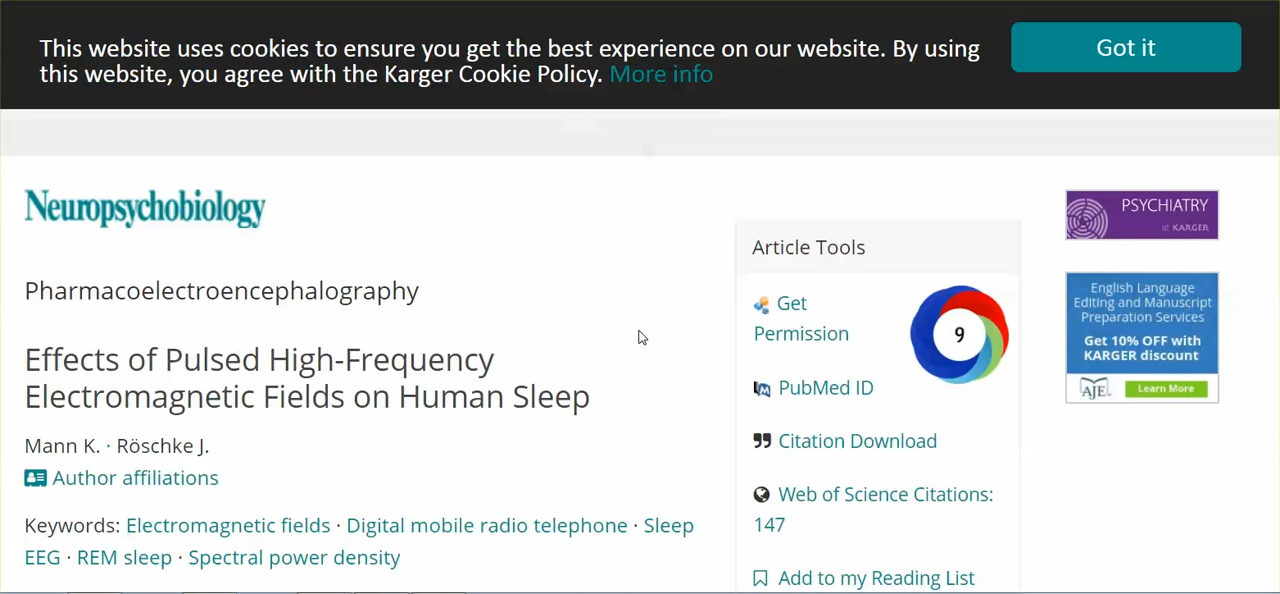 This website uses cookies to ensure you get the best experience on our website. By using
this website, you agree with the Karger Cookie Policy. More info
Got it
Neuropsychobiology
Pharmacoelectroencephalography
Effects of Pulsed High-Frequency
Electromagnetic Fields on Human Sleep
Mann K. · Röschke J.
Author affiliations
Keywords: Electromagnetic fields · Digital mobile radio telephone · Sleep
EEG · REM sleep · Spectral power density
Article Tools
Get
Permission
9
PubMed ID
Citation Download
Web of Science Citations:
147
Add to my Reading List
PSYCHIATRY
at KARGER
English Language
Editing and Manuscript
Preparation Services
Get 10% OFF with
KARGER discount
AJE
Learn More